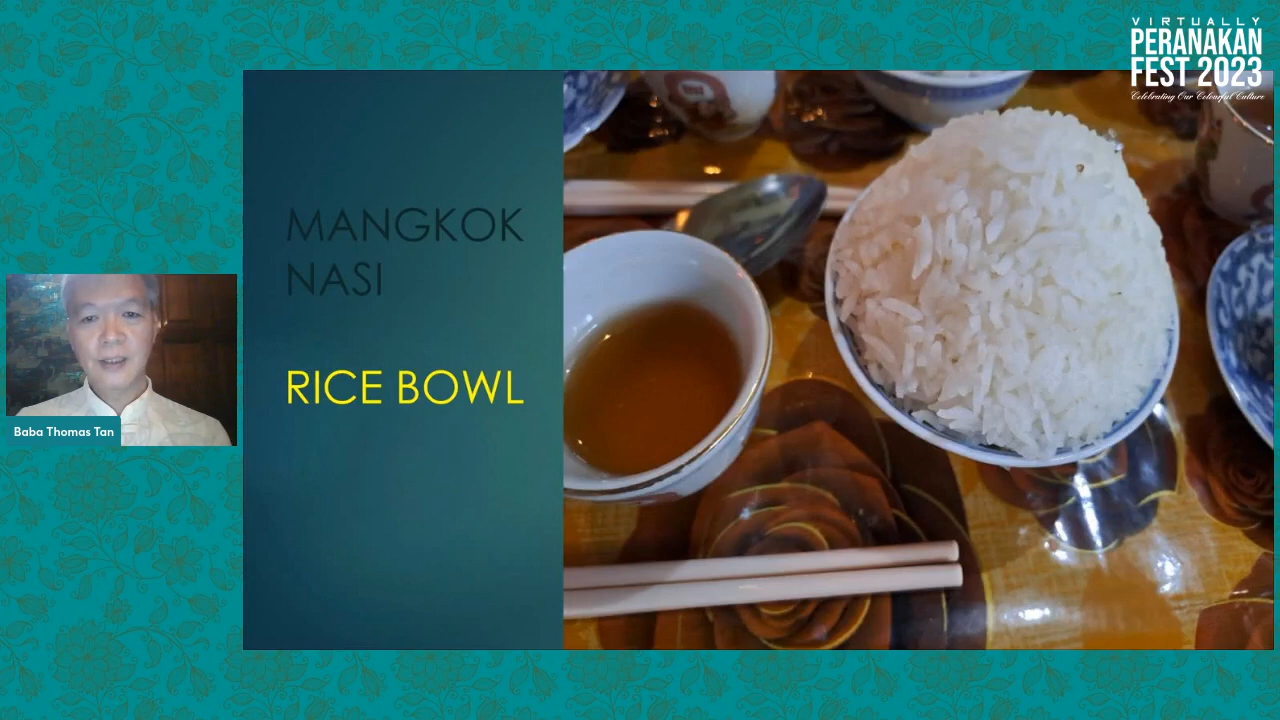 VIRTUALLY
PERANAKAN
FEST 2023
Celebrating Our Colourful Culture
MANGKOK
NASI
RICE BOWL
Baba Thomas Tan